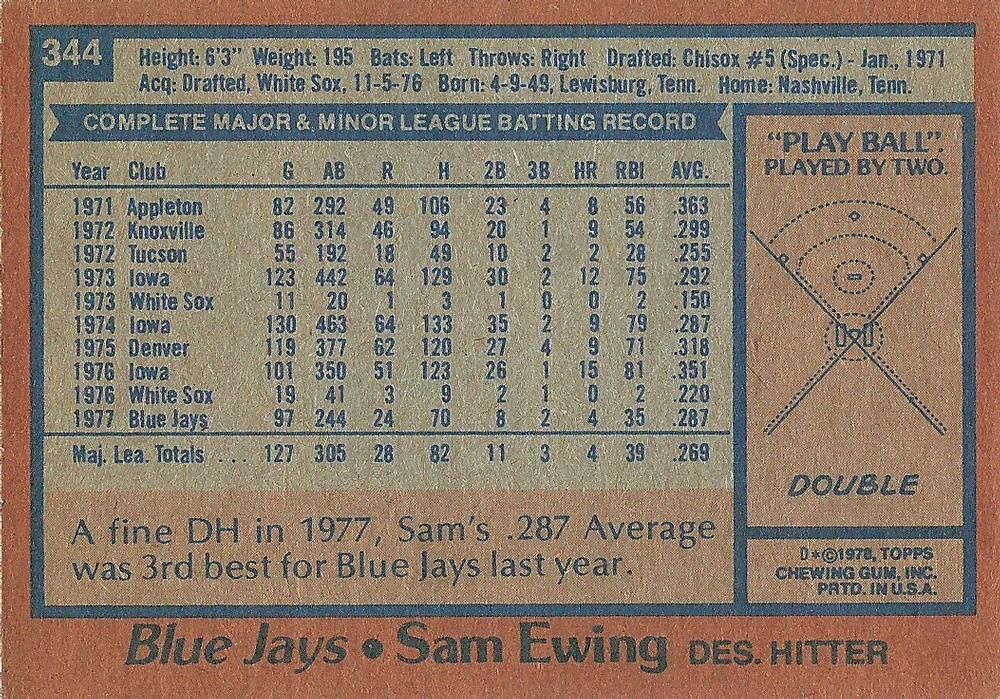 344
Height: 6'3" Weight: 195 Bats: Left Throws: Right Drafted: Chisox #5 (Spec.) - Jan., 1971
Acq: Drafted, White Sox, 11-5-76 Born: 4-9-49, Lewisburg, Tenn. Home: Nashville, Tenn.
COMPLETE MAJOR & MINOR LEAGUE BATTING RECORD
Year Club G AB R H 2B 3B HR RBI AVG.
1971 Appleton 82 292 49 106 23 4 8 56 .363
1972 Knoxville 86 314 46 94 20 1 9 54 .299
1972 Tucson 55 192 18 49 10 2 2 28 .255
1973 Iowa 123 442 64 129 30 2 12 75 .292
1973 White Sox 11 20 1 3 1 0 0 2 .150
1974 Iowa 130 463 64 133 35 2 9 79 .287
1975 Denver 119 377 62 120 27 4 9 71 .318
1976 Iowa 101 350 51 123 26 1 15 81 .351
1976 White Sox 19 41 3 9 2 1 0 2 .220
1977 Blue Jays 97 244 24 70 8 2 4 35 .287
Maj. Lea. Totals ... 127 305 28 82 11 3 4 39 .269
A fine DH in 1977, Sam's .287 Average
was 3rd best for Blue Jays last year.
"PLAY BALL".
PLAYED BY TWO.
DOUBLE
D*©1978, TOPPS
CHEWING GUM, INC.
PRTD. IN U.S.A.
Blue Jays • Sam Ewing DES. HITTER